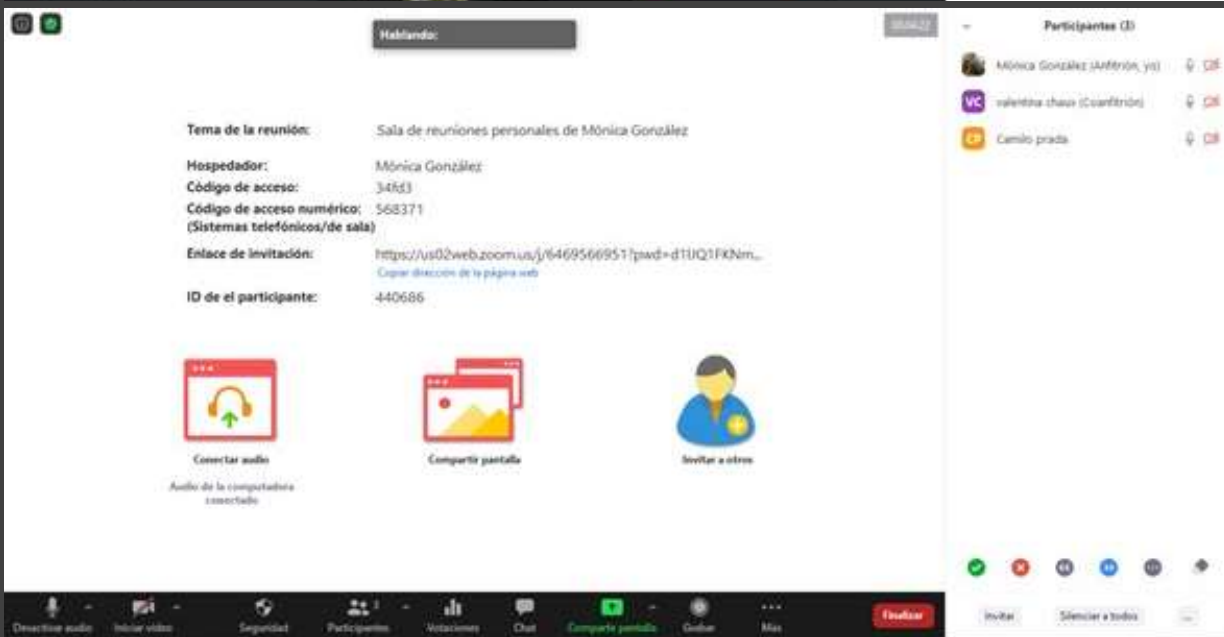 Hablando:
Participantes (3)
Mónica González (Anfitrión, yo)
valentina chaux (Coanfitrión)
Camilo prada
Tema de la reunión: Sala de reuniones personales de Mónica González
Hospedador: Mónica González
Código de acceso:
Código de acceso numérico: 568371
(Sistemas telefónicos/de sala)
Enlace de invitación: https://us02web.zoom.us/j/6469566951?pwd=d1UQ1FKNm...
Copiar dirección de la página web
ID de el participante: 440686
Conectar audio
Compartir pantalla
Invitar a otros
Audio de la computadora
conectado
VC
CP
Desactivar audio
Iniciar video
Seguridad
Participantes
Votaciones
Chat
Compartir pantalla
Grabar
Más
Finalizar
Invitar
Silenciar a todos
...